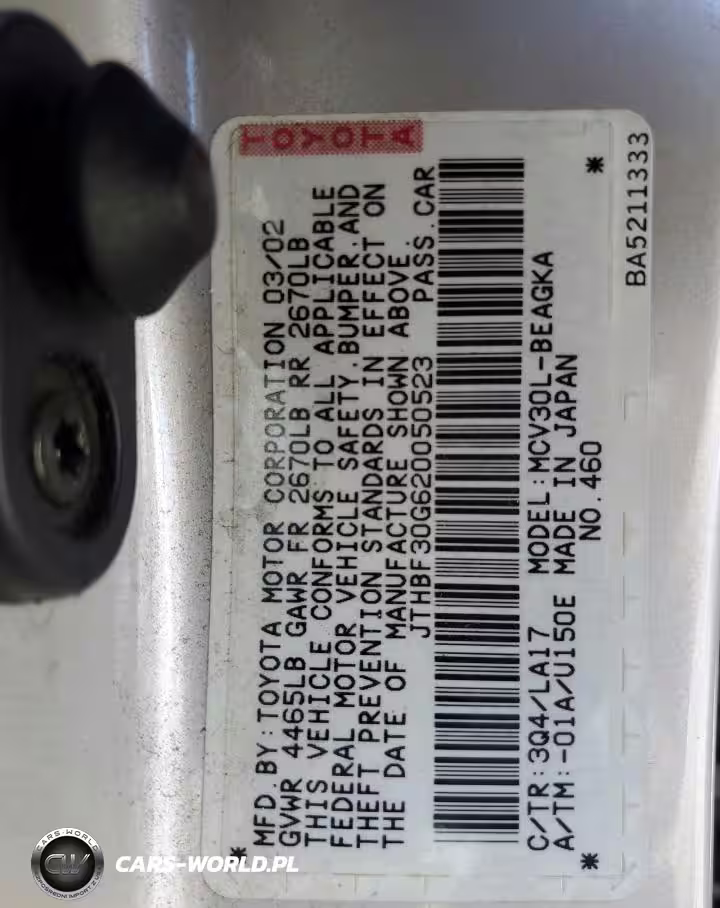 TOYOTA
MFD.BY:TOYOTA MOTOR CORPORATION 03/02
GVWR 4465LB GAWR FR 2670LB RR 2670LB
THIS VEHICLE CONFORMS TO ALL APPLICABLE
FEDERAL MOTOR VEHICLE SAFETY,BUMPER,AND
THEFT PREVENTION STANDARDS IN EFFECT ON
THE DATE OF MANUFACTURE SHOWN ABOVE.
JTHBF30G620050523 PASS.CAR
C/TR:3Q4/LA17 MODEL:MCV30L-BEAGKA
A/TM:-01A/U150E MADE IN JAPAN
NO.460
BA5211333
CARS-WORLD
CW
CARS-WORLD.PL